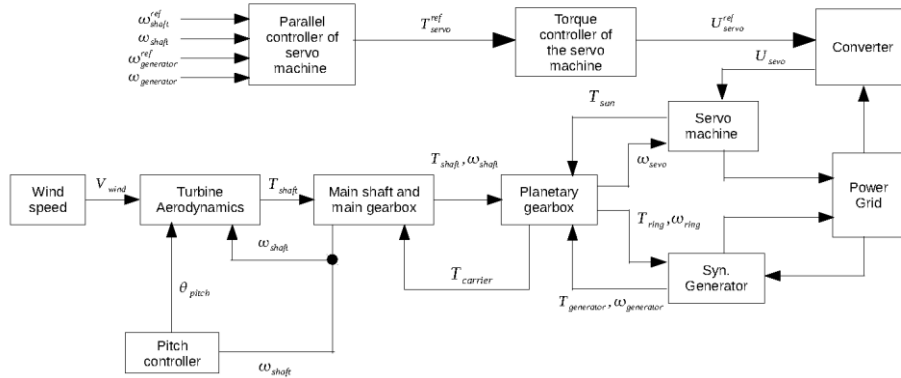 ω_shaft^ref
ω_shaft
ω_generator^ref
ω_generator
Parallel
controller of
servo
machine
T_servo^ref
Torque
controller of
the servo
machine
U_servo^ref
Converter
U_sevo
T_sun
Servo
machine
ω_sevo
Wind
speed
V_wind
Turbine
Aerodynamics
T_shaft
Main shaft and
main gearbox
T_shaft, ω_shaft
Planetary
gearbox
Power
Grid
T_ring, ω_ring
ω_shaft
T_carrier
Syn.
Generator
T_generator, ω_generator
θ_pitch
Pitch
controller
ω_shaft